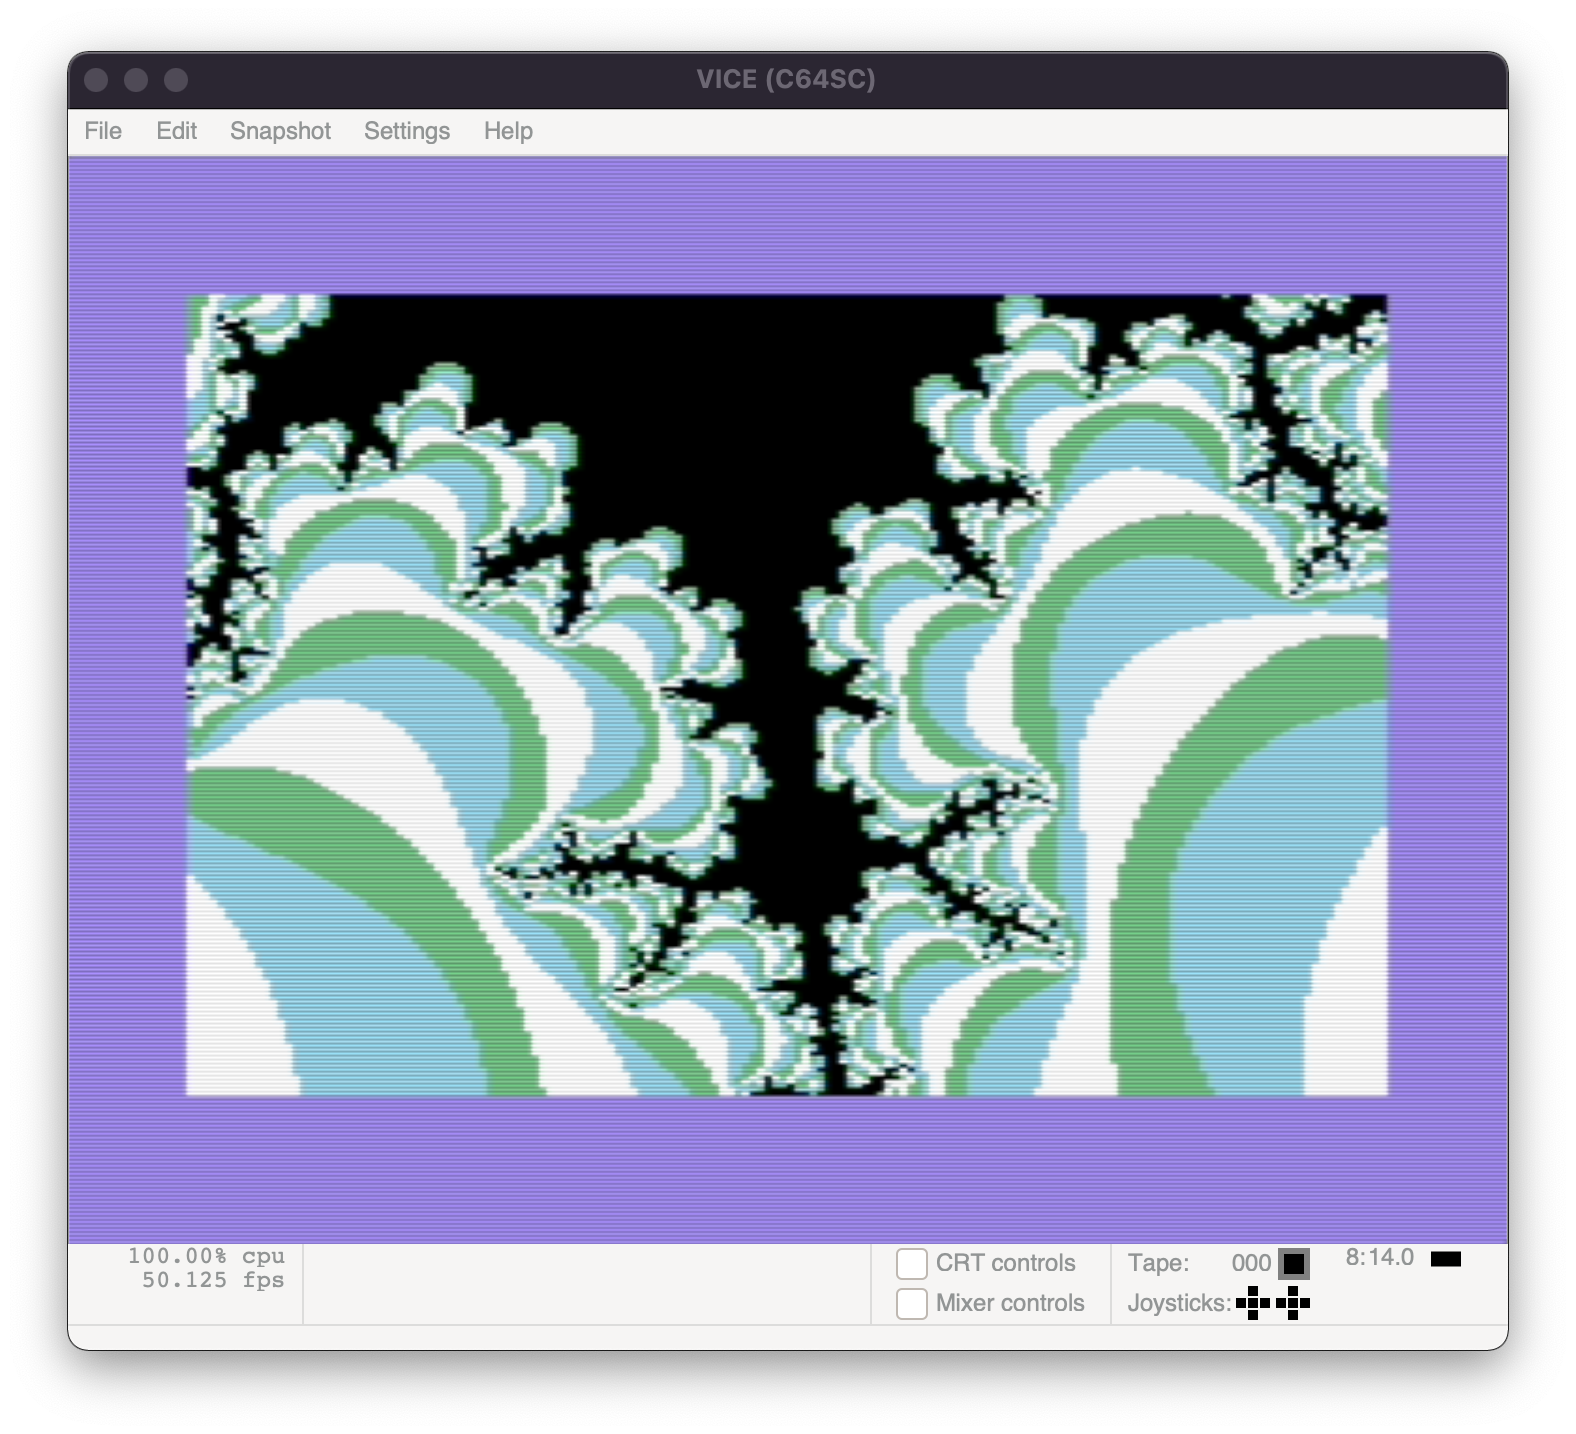 VICE (C64SC)
File Edit Snapshot Settings Help
100.00% cpu
50.125 fps
CRT controls
Mixer controls
Tape: 000
Joysticks:
8:14.0